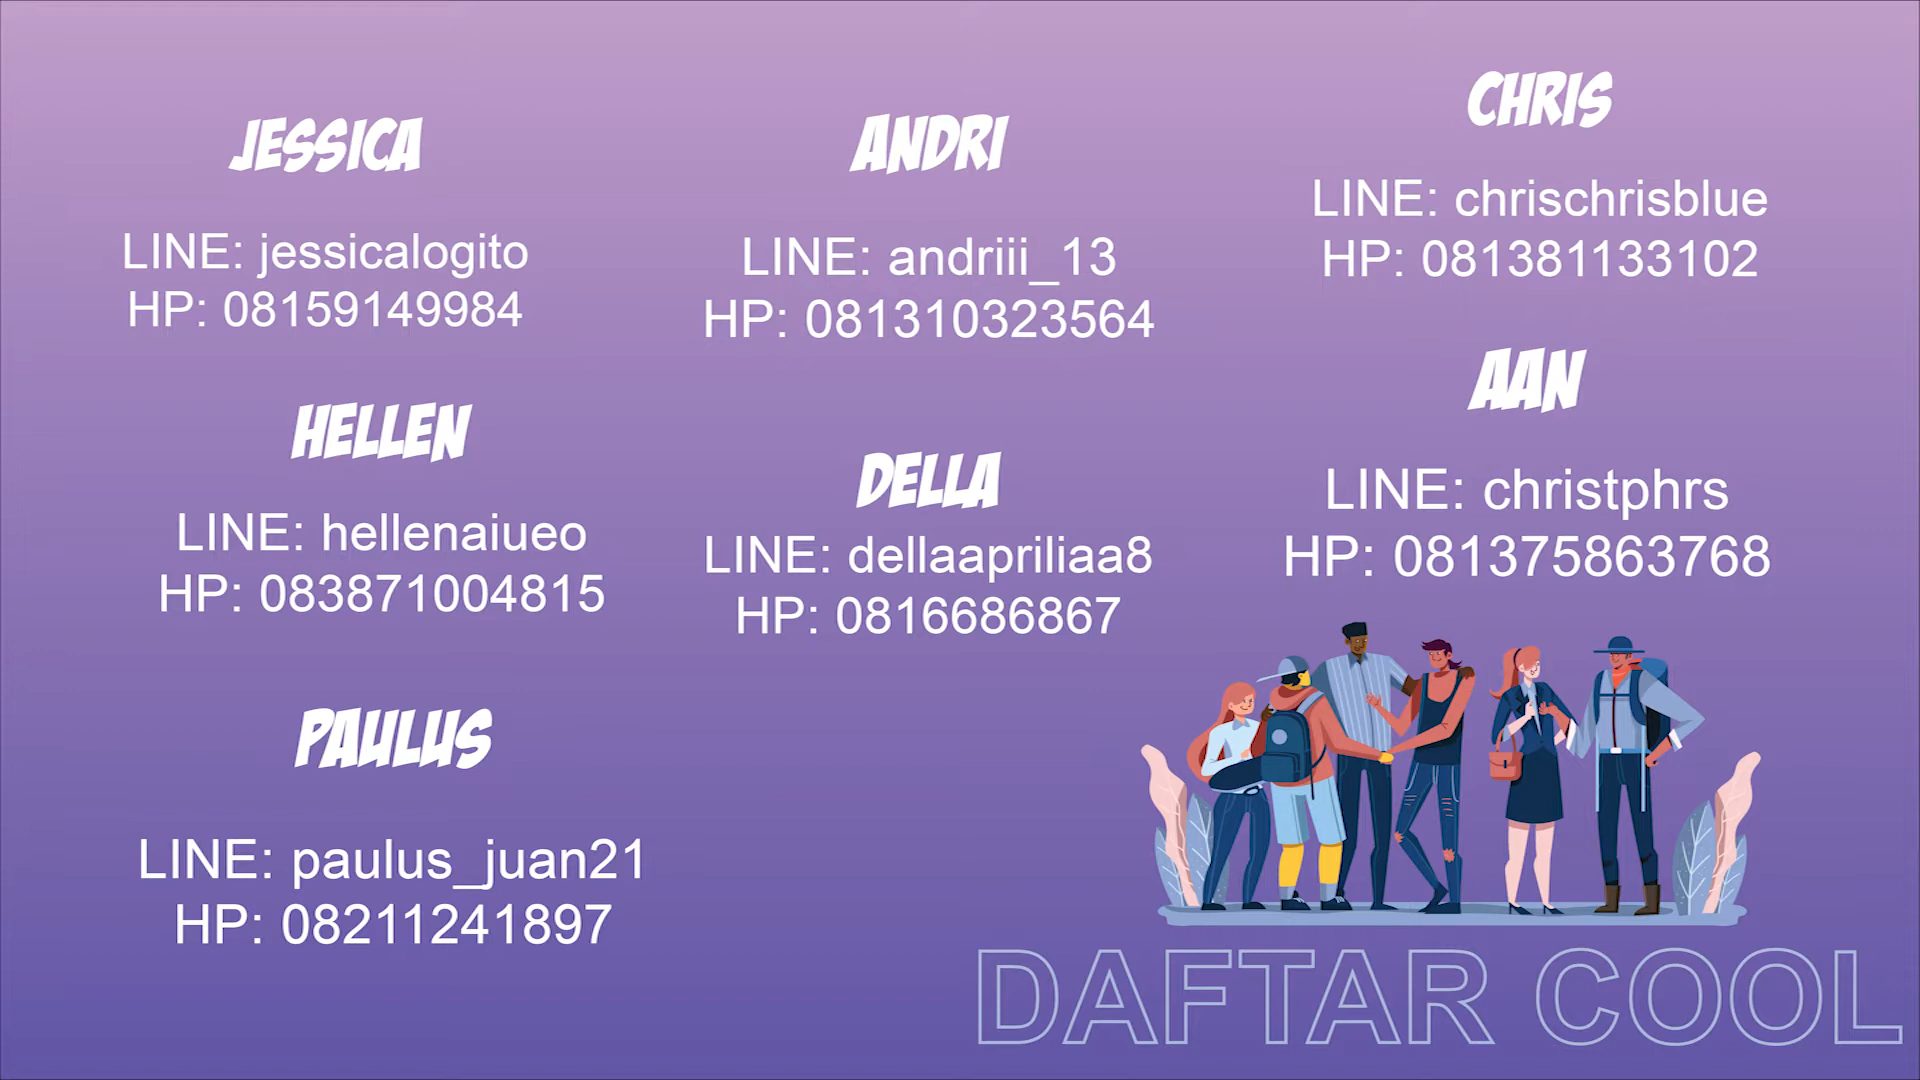 JESSICA
LINE: jessicalogito
HP: 08159149984
HELLEN
LINE: hellenaiueo
HP: 083871004815
PAULUS
LINE: paulus_juan21
HP: 08211241897
ANDRI
LINE: andriii_13
HP: 081310323564
DELLA
LINE: dellaapriliaa8
HP: 0816686867
CHRIS
LINE: chrischrisblue
HP: 081381133102
AAN
LINE: christphrs
HP: 081375863768
DAFTAR COOL